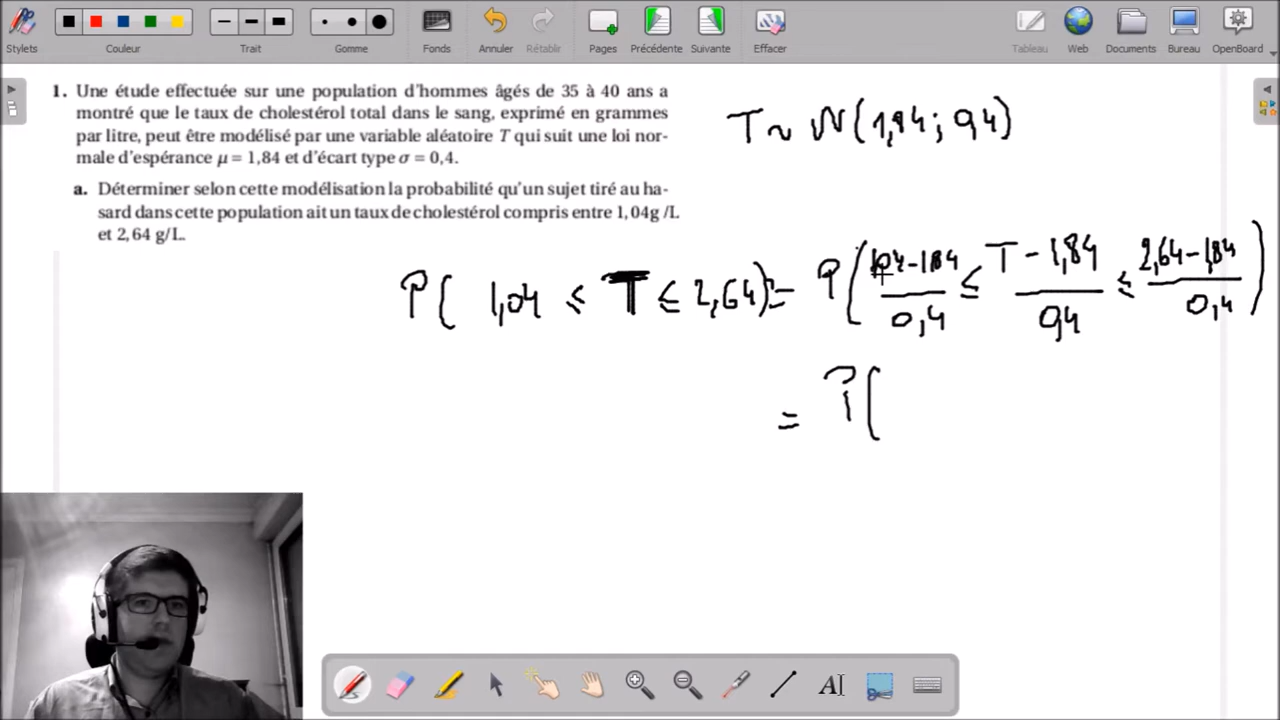 Stylets
Couleur
Trait
Gomme
Fonds
Annuler
Rétablir
Pages
Précédente
Suivante
Effacer
Tableau
Web
Documents
Bureau
OpenBoard
1. Une étude effectuée sur une population d'hommes âgés de 35 à 40 ans a
montré que le taux de cholestérol total dans le sang, exprimé en grammes
par litre, peut être modélisé par une variable aléatoire T qui suit une loi nor-
male d'espérance μ = 1,84 et d'écart type σ = 0,4.
a. Déterminer selon cette modélisation la probabilité qu'un sujet tiré au ha-
sard dans cette population ait un taux de cholestérol compris entre 1,04g /L
et 2,64 g/L.
T ~ N(1,84 ; 0,4)
P( 1,04 ≤ T ≤ 2,64) = P( (1,04-1,84)/0,4 ≤ (T - 1,84)/0,4 ≤ (2,64-1,84)/0,4 )
= P(
AI